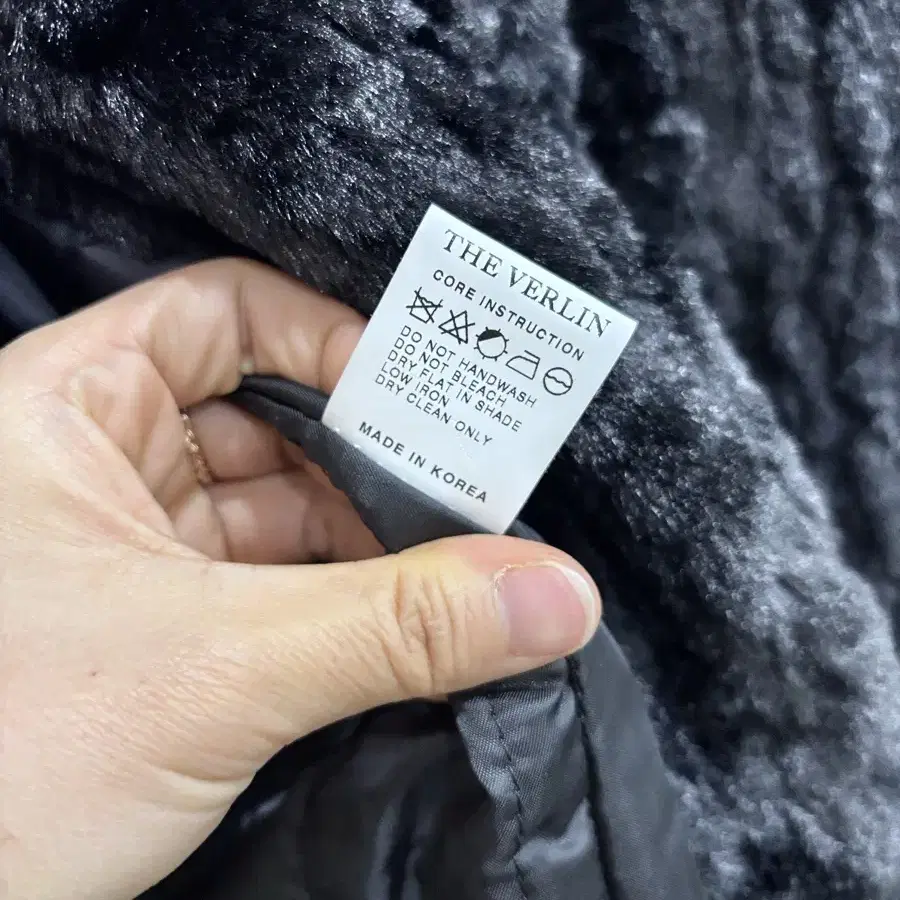 THE VERLIN
CORE INSTRUCTION
DO NOT HANDWASH
DO NOT BLEACH
DRY FLAT IN SHADE
LOW IRON
DRY CLEAN ONLY
MADE IN KOREA